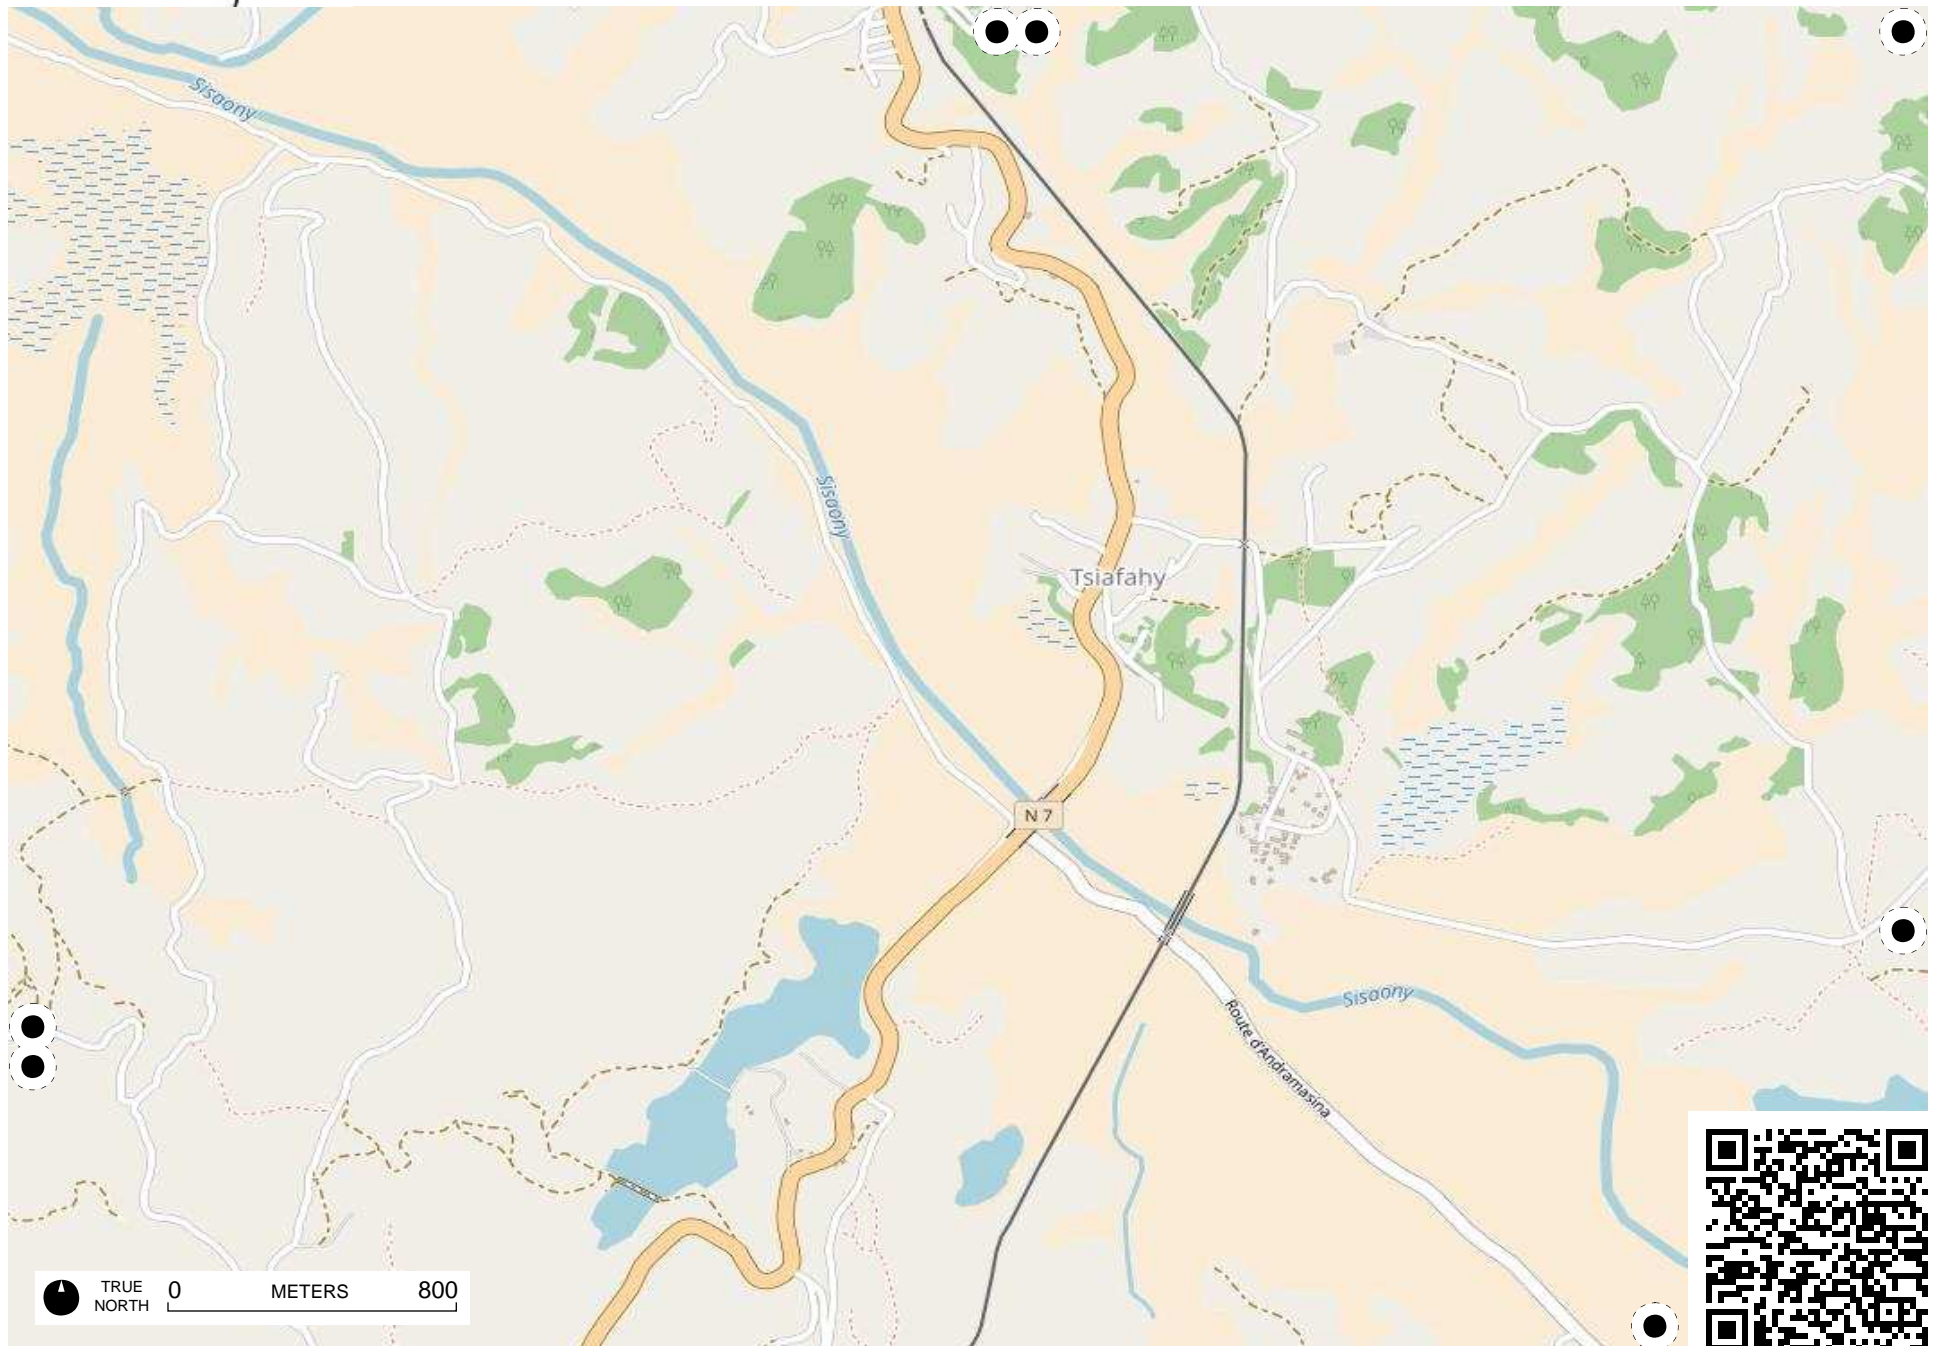 Sisaony
Sisaony
Tsiafahy
N 7
Sisaony
Route d'Andramasina
TRUE
NORTH
0 METERS 800